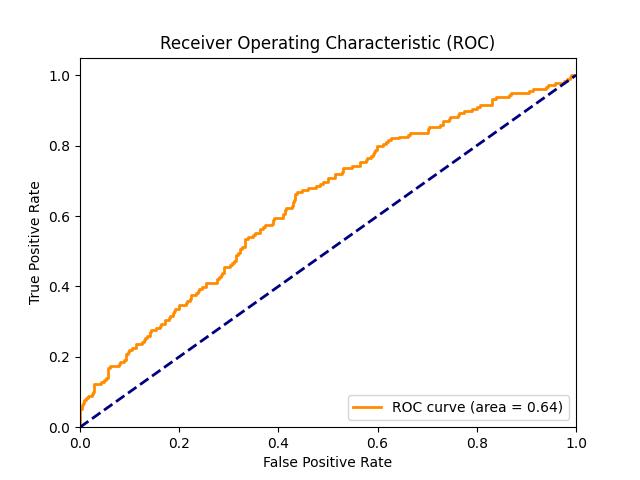 Receiver Operating Characteristic (ROC)
True Positive Rate
1.0
0.8
0.6
0.4
0.2
0.0
0.0 0.2 0.4 0.6 0.8 1.0
False Positive Rate
ROC curve (area = 0.64)